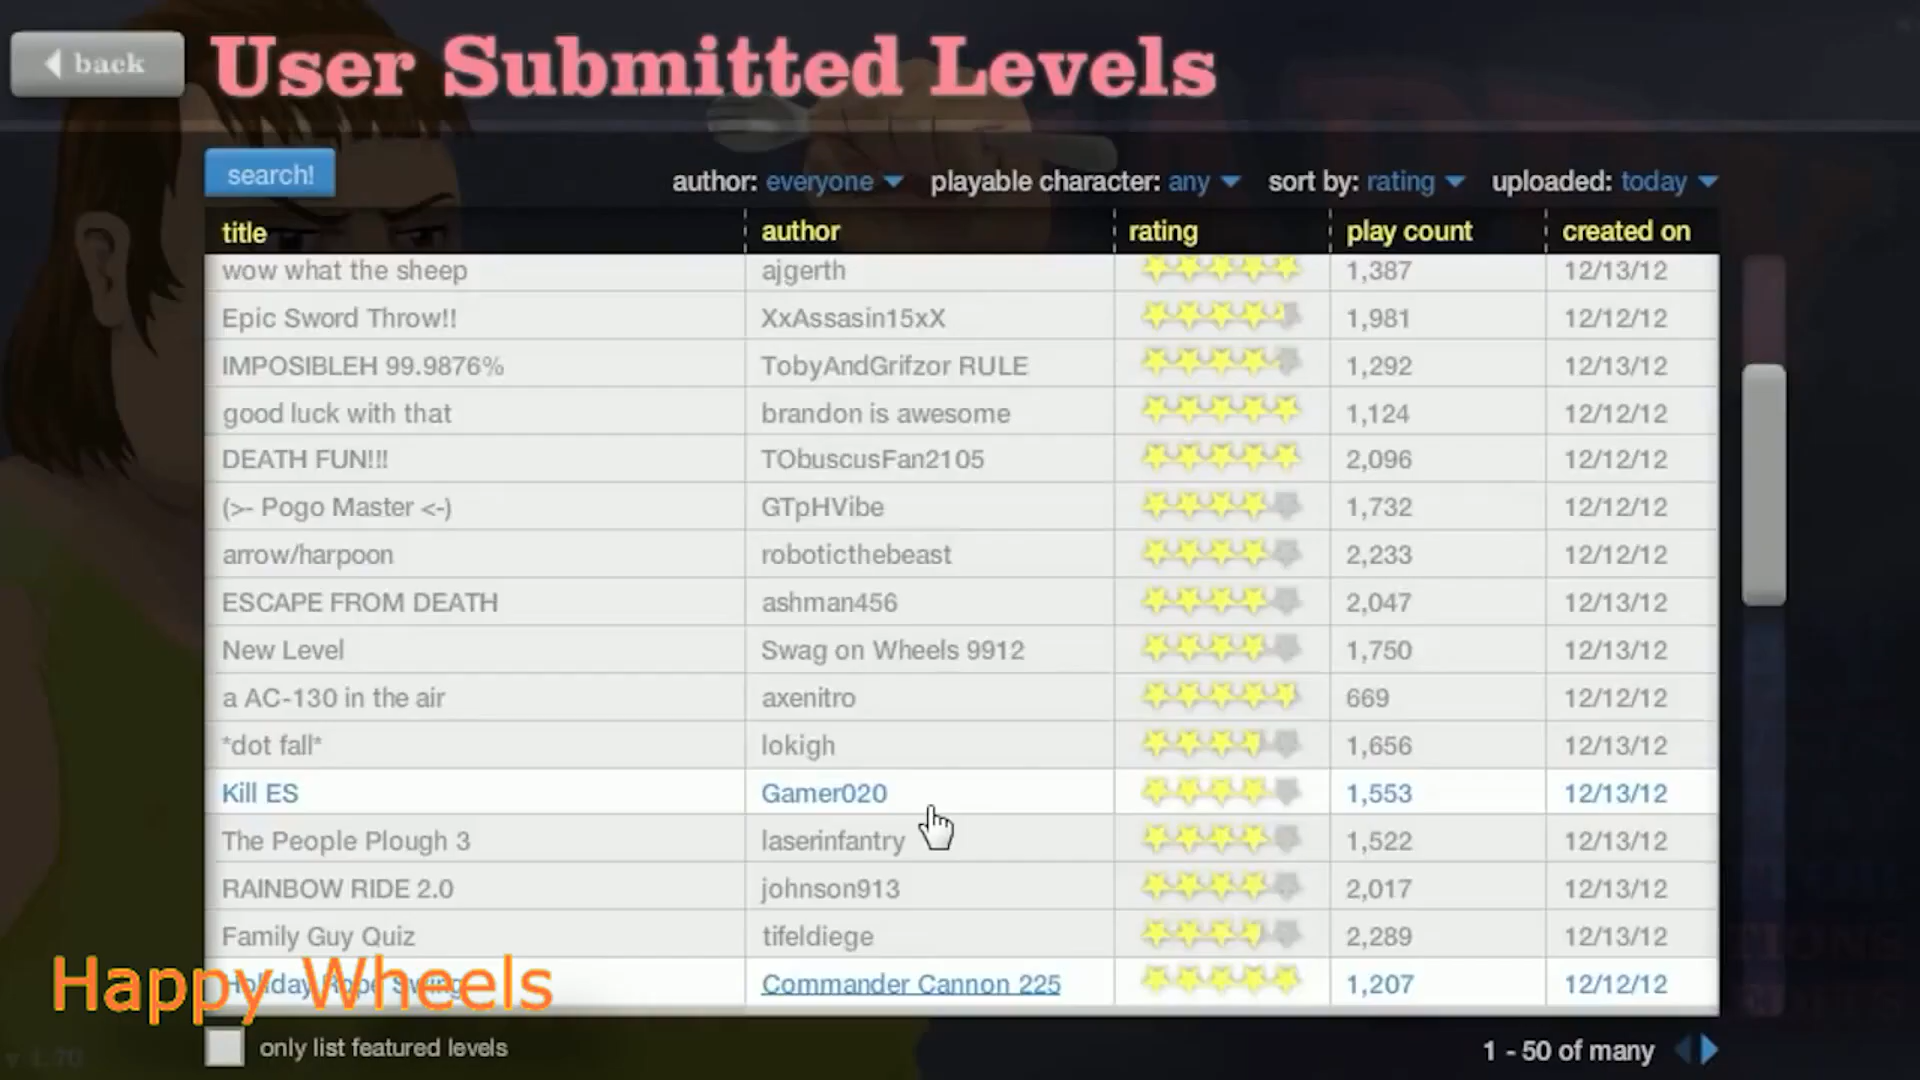 back
User Submitted Levels
search!
author: everyone playable character: any sort by: rating uploaded: today
title author rating play count created on
wow what the sheep ajgerth 1,387 12/13/12
Epic Sword Throw!! XxAssasin15xX 1,981 12/12/12
IMPOSIBLEH 99.9876% TobyAndGrifzor RULE 1,292 12/13/12
good luck with that brandon is awesome 1,124 12/12/12
DEATH FUN!!! TObuscusFan2105 2,096 12/12/12
(>- Pogo Master <-) GTpHVibe 1,732 12/12/12
arrow/harpoon roboticthebeast 2,233 12/12/12
ESCAPE FROM DEATH ashman456 2,047 12/13/12
New Level Swag on Wheels 9912 1,750 12/13/12
a AC-130 in the air axenitro 669 12/12/12
*dot fall* lokigh 1,656 12/13/12
Kill ES Gamer020 1,553 12/13/12
The People Plough 3 laserinfantry 1,522 12/13/12
RAINBOW RIDE 2.0 johnson913 2,017 12/13/12
Family Guy Quiz tifeldiege 2,289 12/13/12
Holiday Rope Swing Commander Cannon 225 1,207 12/12/12
Happy Wheels
only list featured levels
1 - 50 of many
v 1.70